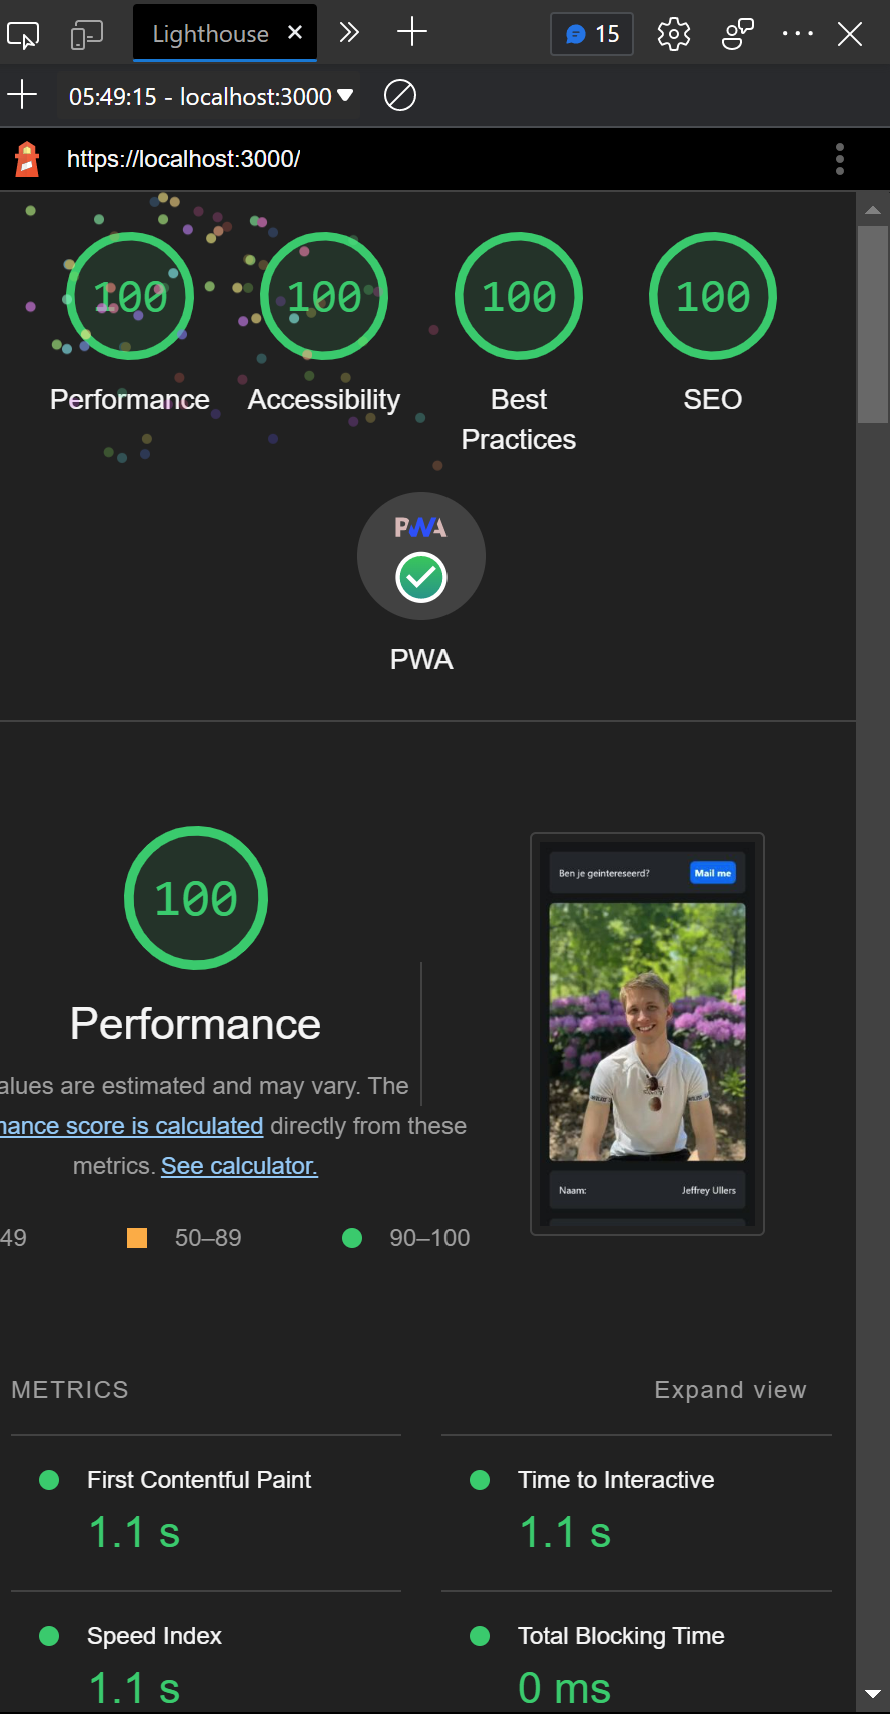 Lighthouse
15
05:49:15 - localhost:3000
https://localhost:3000/
100
100
100
100
Performance
Accessibility
Best
Practices
SEO
PWA
PWA
100
Performance
alues are estimated and may vary. The
mance score is calculated directly from these
metrics. See calculator.
49
50–89
90–100
Ben je geintereseerd?
Mail me
Naam:
Jeffrey Ullers
METRICS
Expand view
First Contentful Paint
1.1 s
Time to Interactive
1.1 s
Speed Index
1.1 s
Total Blocking Time
0 ms